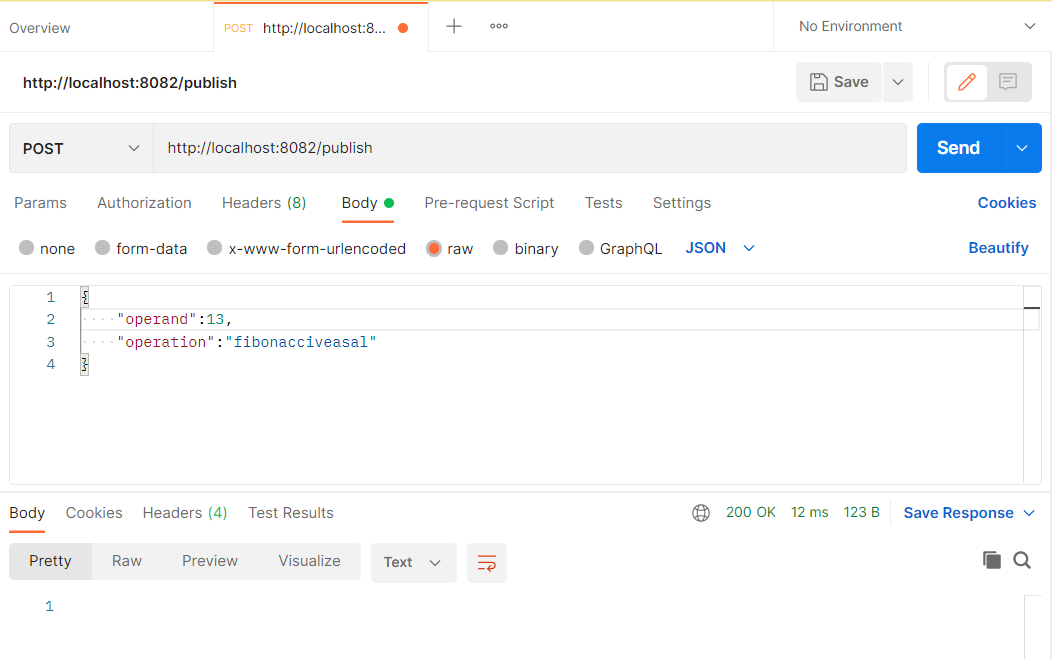 Overview
POST http://localhost:8... No Environment
http://localhost:8082/publish
Save
POST http://localhost:8082/publish Send
Params Authorization Headers (8) Body Pre-request Script Tests Settings Cookies
none form-data x-www-form-urlencoded raw binary GraphQL JSON Beautify
1 {
2 "operand":13,
3 "operation":"fibonacciveasal"
4 }
Body Cookies Headers (4) Test Results 200 OK 12 ms 123 B Save Response
Pretty Raw Preview Visualize Text
1